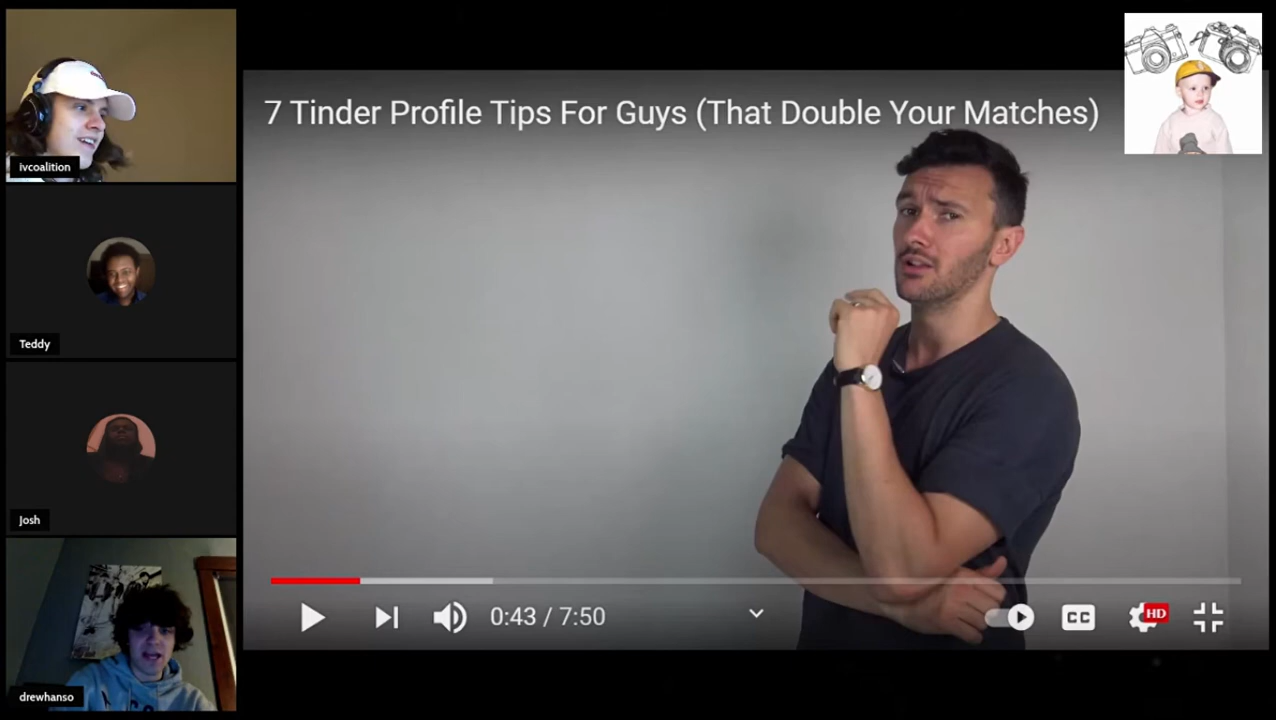 7 Tinder Profile Tips For Guys (That Double Your Matches)
ivcoalition
Teddy
Josh
drewhanso
0:43 / 7:50
CC
HD